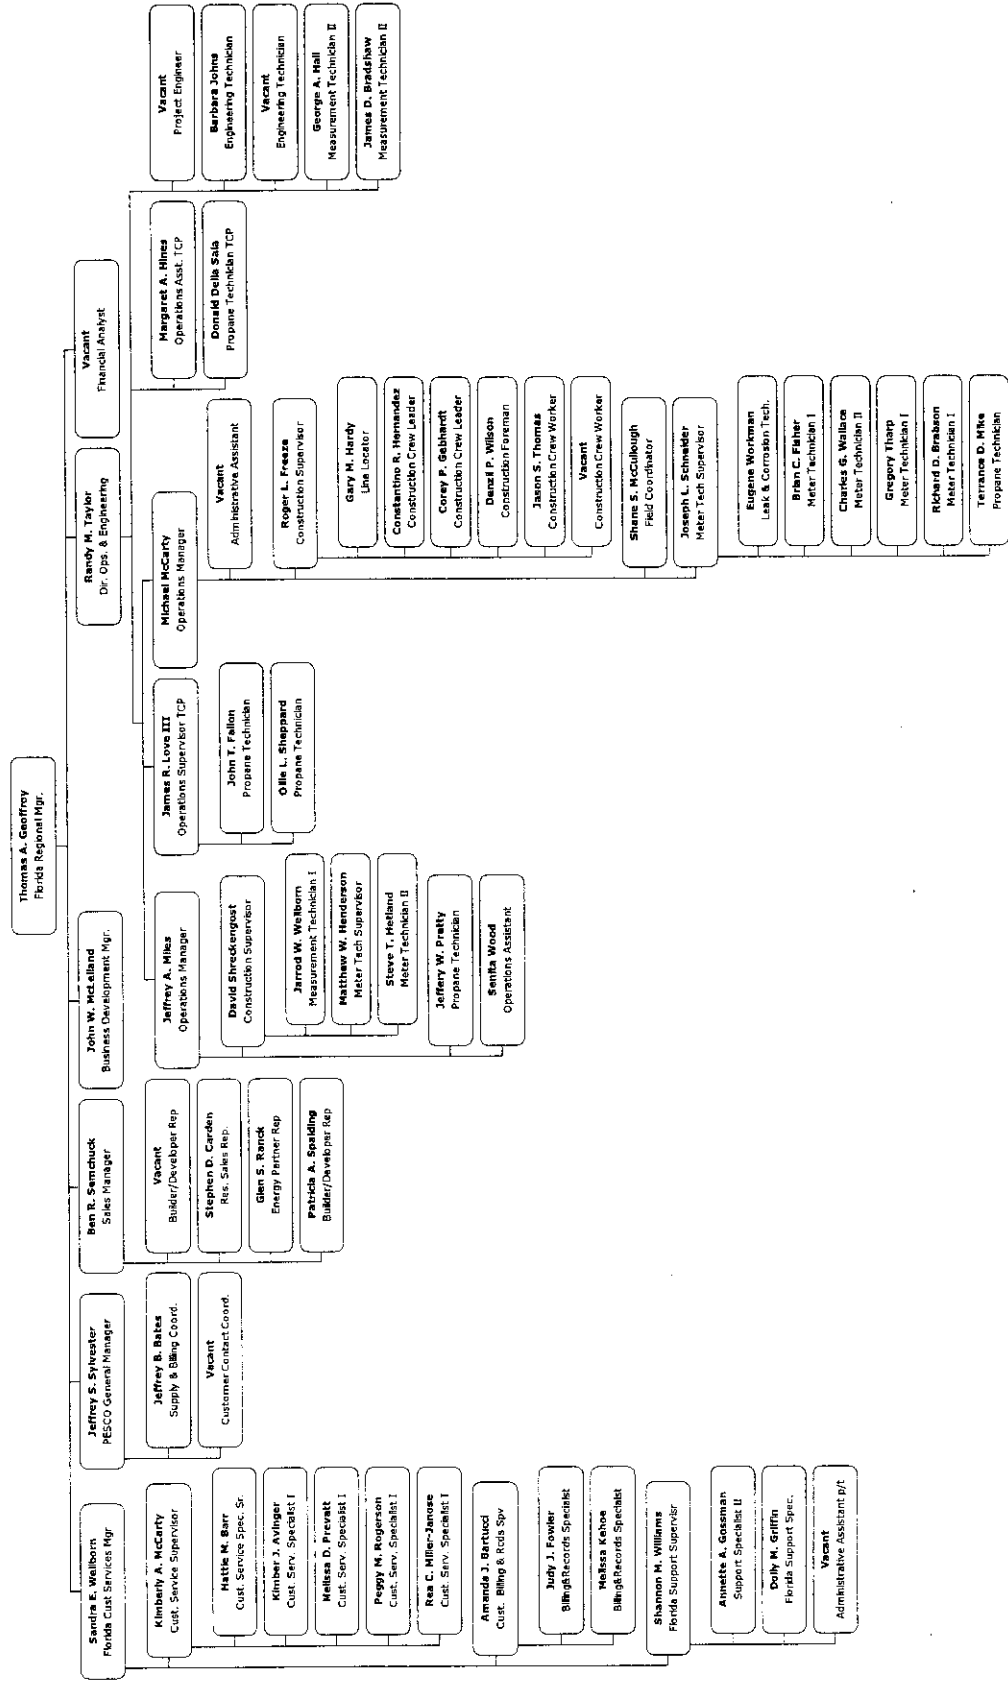 Thomas A. Geoffroy
Florida Regional Mgr.
Sandra E. Wellborn
Florida Cust Services Mgr
Kimberly A. McCarty
Cust. Service Supervisor
Hattie M. Barr
Cust. Service Spec. Sr.
Kimber J. Avinger
Cust. Serv. Specialist I
Melissa D. Prevatt
Cust. Serv. Specialist I
Peggy M. Rogerson
Cust. Serv. Specialist I
Rea C. Miller-Janose
Cust. Serv. Specialist I
Amanda J. Bartucci
Cust. Billing & Rcds Spv
Judy J. Fowler
Billing&Records Specialist
Melissa Kehoe
Billing&Records Specialist
Shannon M. Williams
Florida Support Supervisr
Annette A. Gossman
Support Specialist II
Dolly M. Griffin
Florida Support Spec.
Vacant
Administrative Assistant p/t
Jeffrey S. Sylvester
PESCO General Manager
Jeffrey B. Bates
Supply & Billing Coord.
Vacant
Customer Contact Coord.
Ben R. Semchuck
Sales Manager
Vacant
Builder/Developer Rep
Stephen D. Carden
Res. Sales Rep.
Glen S. Ranck
Energy Partner Rep
Patricia A. Spalding
Builder/Developer Rep
John W. McLelland
Business Development Mgr.
Randy M. Taylor
Dir. Ops. & Engineering
Jeffrey A. Miles
Operations Manager
David Shreckengost
Construction Supervisor
Jarrod W. Wellborn
Measurement Technician I
Matthew W. Henderson
Meter Tech Supervisor
Steve T. Hetland
Meter Technician II
Jeffery W. Pretty
Propane Technician
Senita Wood
Operations Assistant
James R. Love III
Operations Supervisor TCP
John T. Fallon
Propane Technician
Ollie L. Sheppard
Propane Technician
Michael McCarty
Operations Manager
Vacant
Administrative Assistant
Roger L. Freeze
Construction Supervisor
Gary M. Hardy
Line Locator
Constantino R. Hernandez
Construction Crew Leader
Corey P. Gebhardt
Construction Crew Leader
Denzil P. Wilson
Construction Foreman
Jason S. Thomas
Construction Crew Worker
Vacant
Construction Crew Worker
Shane S. McCullough
Field Coordinator
Joseph L. Schneider
Meter Tech Supervisor
Eugene Workman
Leak & Corrosion Tech.
Brian C. Fisher
Meter Technician I
Charles G. Wallace
Meter Technician II
Gregory Tharp
Meter Technician I
Richard D. Brabson
Meter Technician I
Terrance D. Mike
Propane Technician
Margaret A. Hines
Operations Asst. TCP
Donald Della Sala
Propane Technician TCP
Vacant
Project Engineer
Barbara Johns
Engineering Technician
Vacant
Engineering Technician
George A. Hall
Measurement Technician II
James D. Bradshaw
Measurement Technician II
Vacant
Financial Analyst